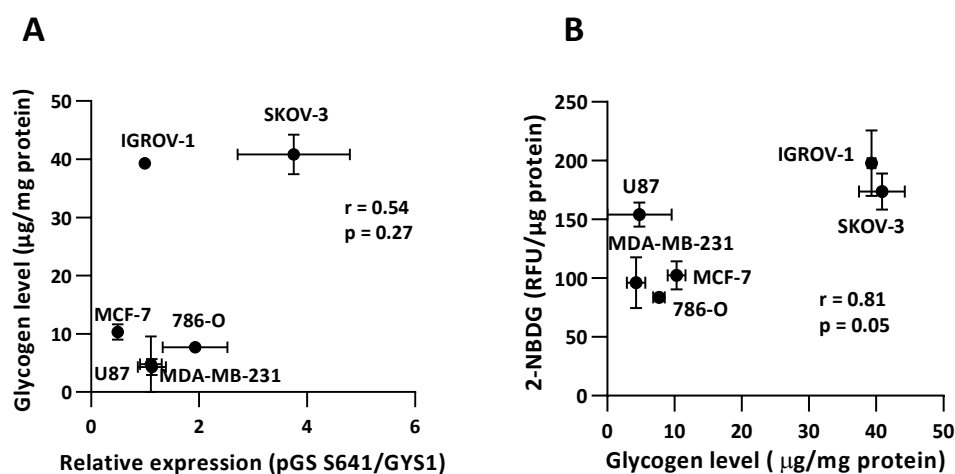 A
Glycogen level (µg/mg protein)
50
40
30
20
10
0
IGROV-1
SKOV-3
r = 0.54
p = 0.27
MCF-7
786-O
U87
MDA-MB-231
0
2
4
6
Relative expression (pGS S641/GYS1)
B
2-NBDG (RFU/µg protein)
250
200
150
100
50
0
IGROV-1
U87
SKOV-3
MDA-MB-231
MCF-7
786-O
r = 0.81
p = 0.05
0
10
20
30
40
50
Glycogen level ( µg/mg protein)